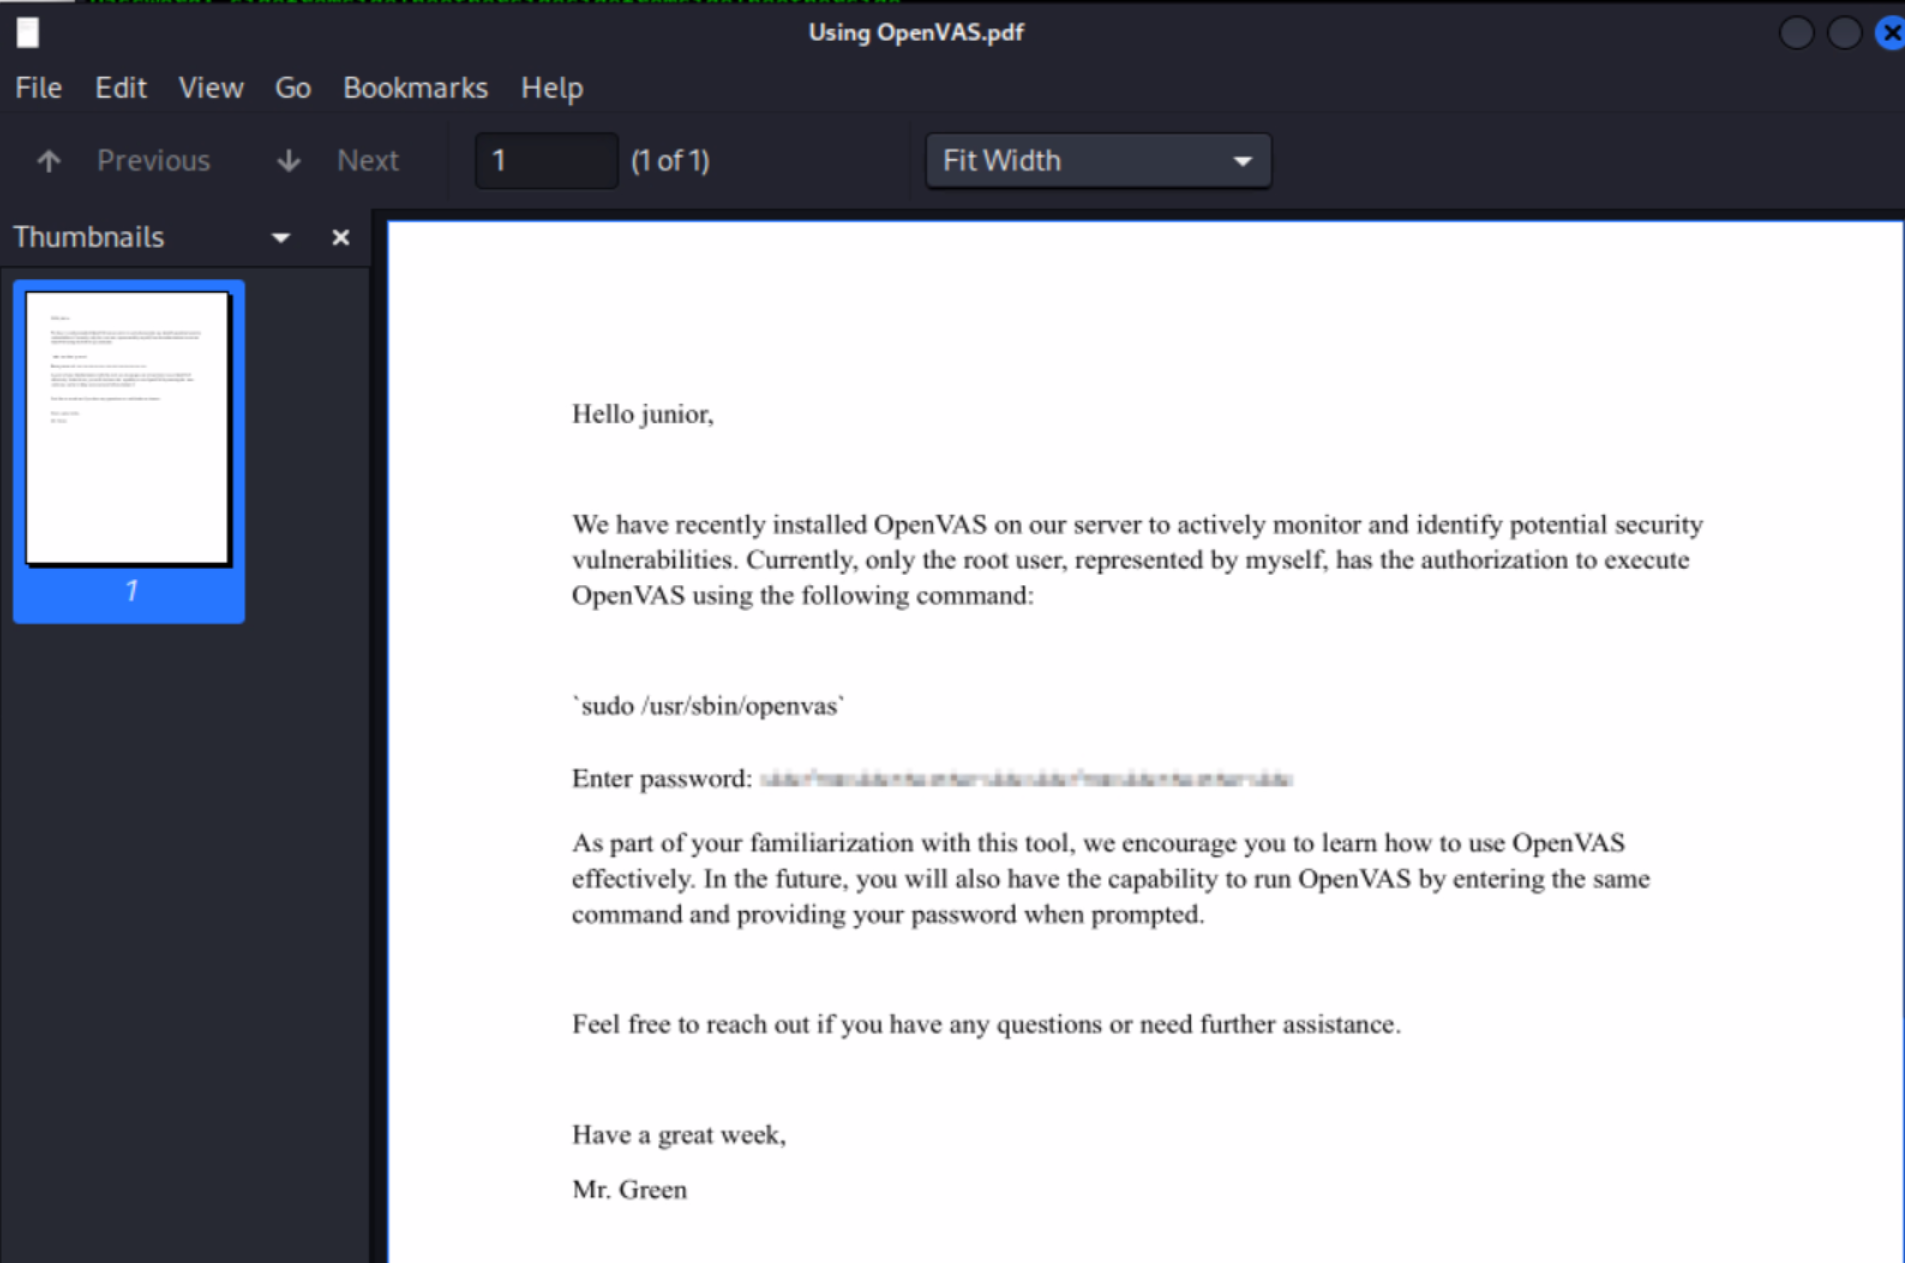 Using OpenVAS.pdf
File Edit View Go Bookmarks Help
Previous Next 1 (1 of 1) Fit Width
Thumbnails
1
Hello junior,
We have recently installed OpenVAS on our server to actively monitor and identify potential security
vulnerabilities. Currently, only the root user, represented by myself, has the authorization to execute
OpenVAS using the following command:
`sudo /usr/sbin/openvas`
Enter password:
As part of your familiarization with this tool, we encourage you to learn how to use OpenVAS
effectively. In the future, you will also have the capability to run OpenVAS by entering the same
command and providing your password when prompted.
Feel free to reach out if you have any questions or need further assistance.
Have a great week,
Mr. Green